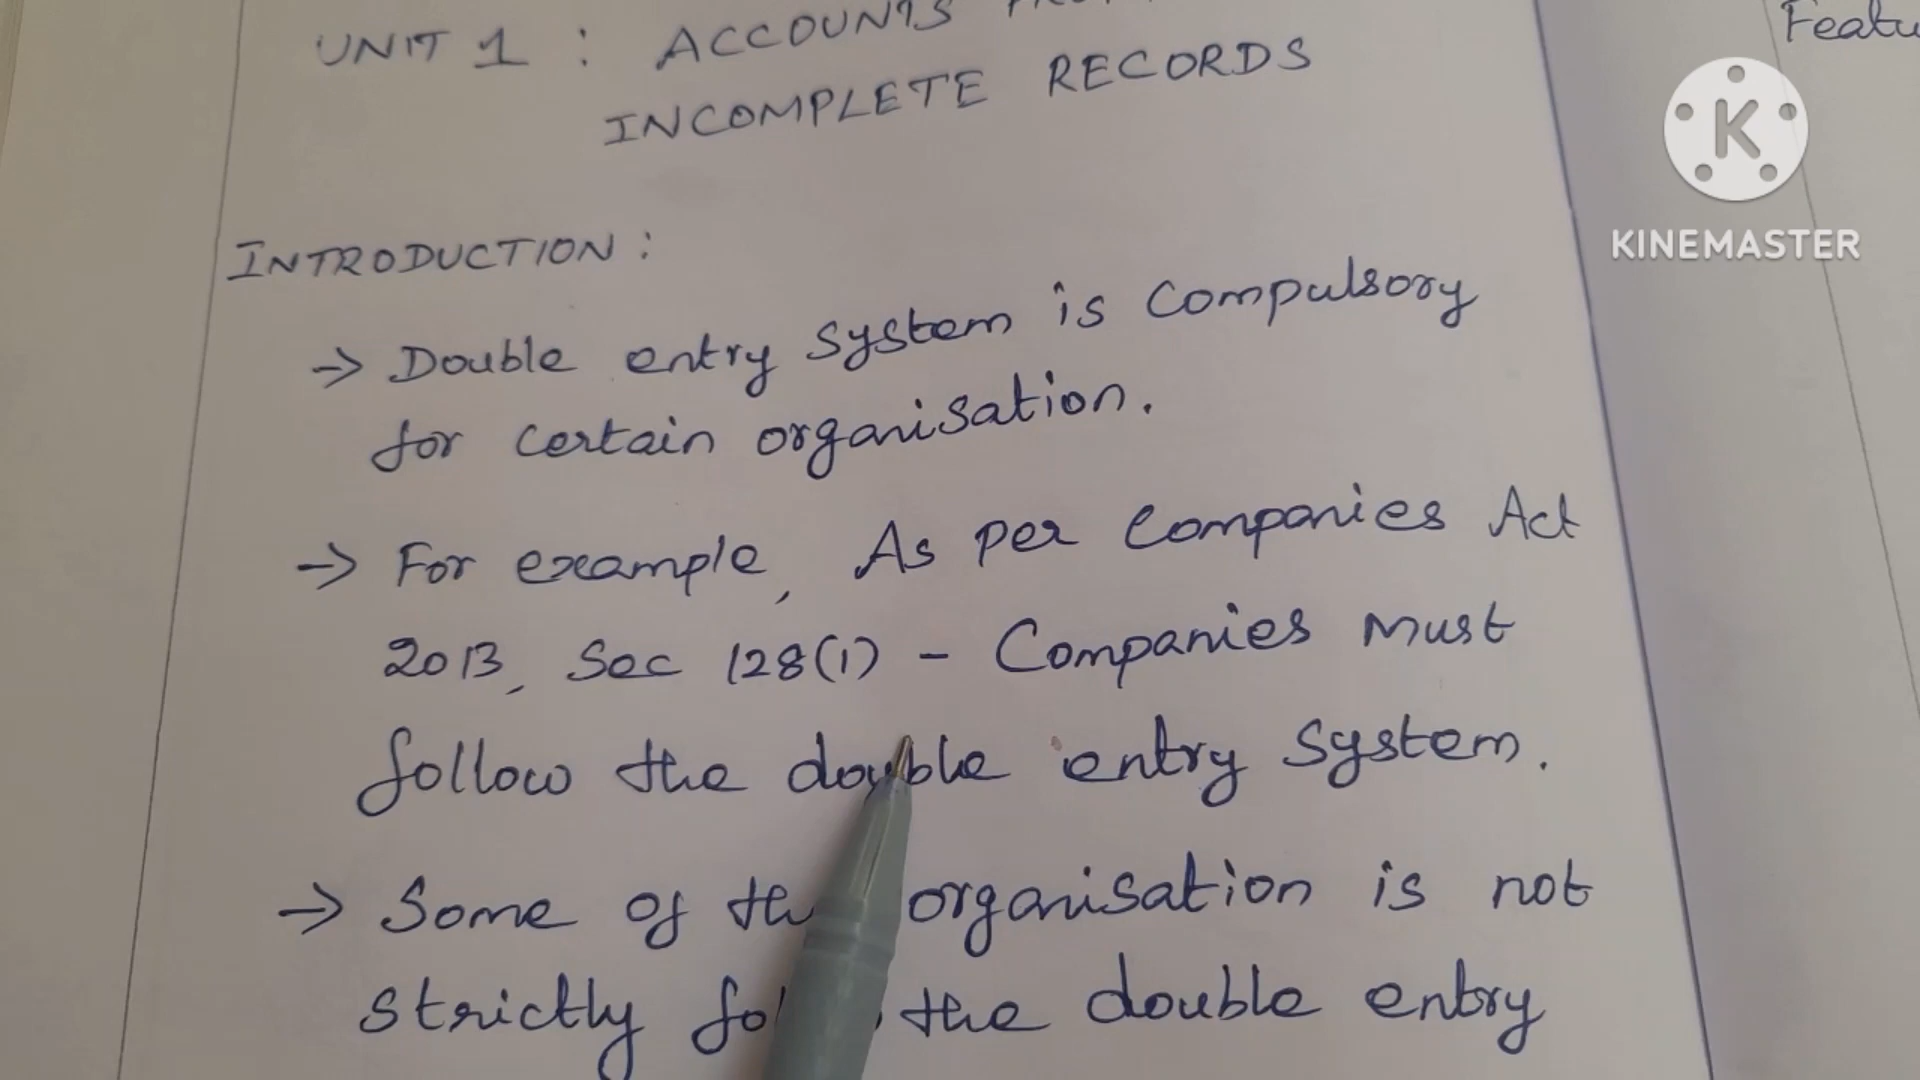 UNIT 1 : ACCOUNTS
INCOMPLETE RECORDS
INTRODUCTION :
-> Double entry system is compulsory
for certain organisation.
-> For example, As per Companies Act
2013, Sec 128(1) - Companies must
follow the double entry system.
-> Some of organisation is not
strictly the double entry
K
KINEMASTER